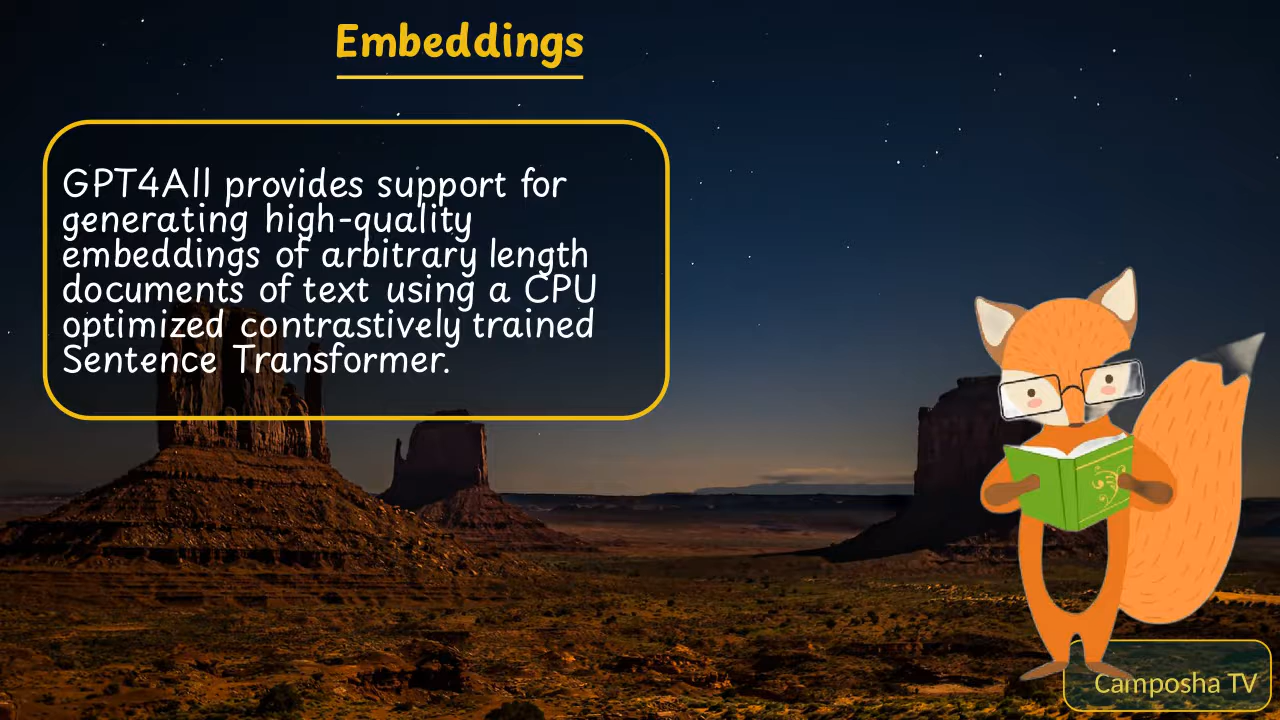 Embeddings
GPT4All provides support for
generating high-quality
embeddings of arbitrary length
documents of text using a CPU
optimized contrastively trained
Sentence Transformer.
Camposha TV